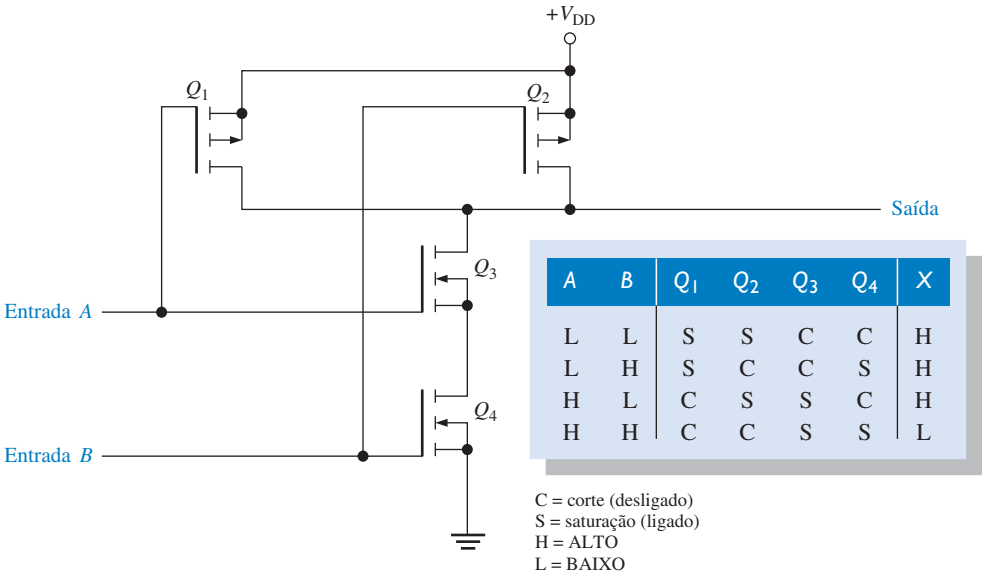 +VDD
Q1
Q2
Saída
Q3
Entrada A
Q4
Entrada B
A B Q1 Q2 Q3 Q4 X
L L S S C C H
L H S C C S H
H L C S S C H
H H C C S S L
C = corte (desligado)
S = saturação (ligado)
H = ALTO
L = BAIXO